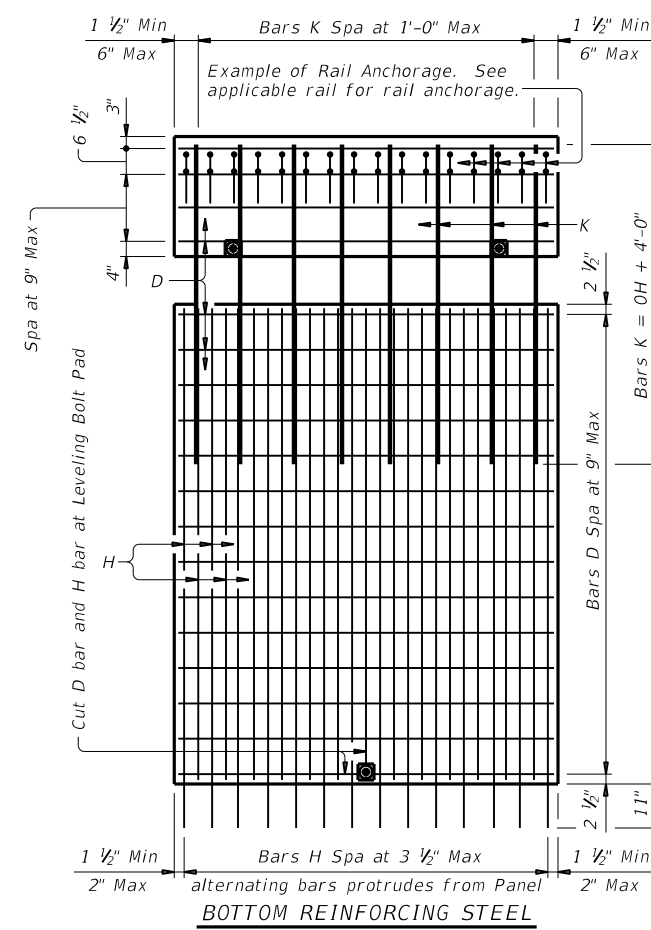 1 ½" Min
6" Max
Bars K Spa at 1'-0" Max
1 ½" Min
6" Max
Example of Rail Anchorage. See
applicable rail for rail anchorage.
3"
6 ½"
Spa at 9" Max
4"
D
K
2 ½"
Bars K = OH + 4'-0"
Cut D bar and H bar at Leveling Bolt Pad
H
Bars D Spa at 9" Max
2 ½"
11"
1 ½" Min
2" Max
Bars H Spa at 3 ½" Max
alternating bars protrudes from Panel
1 ½" Min
2" Max
BOTTOM REINFORCING STEEL